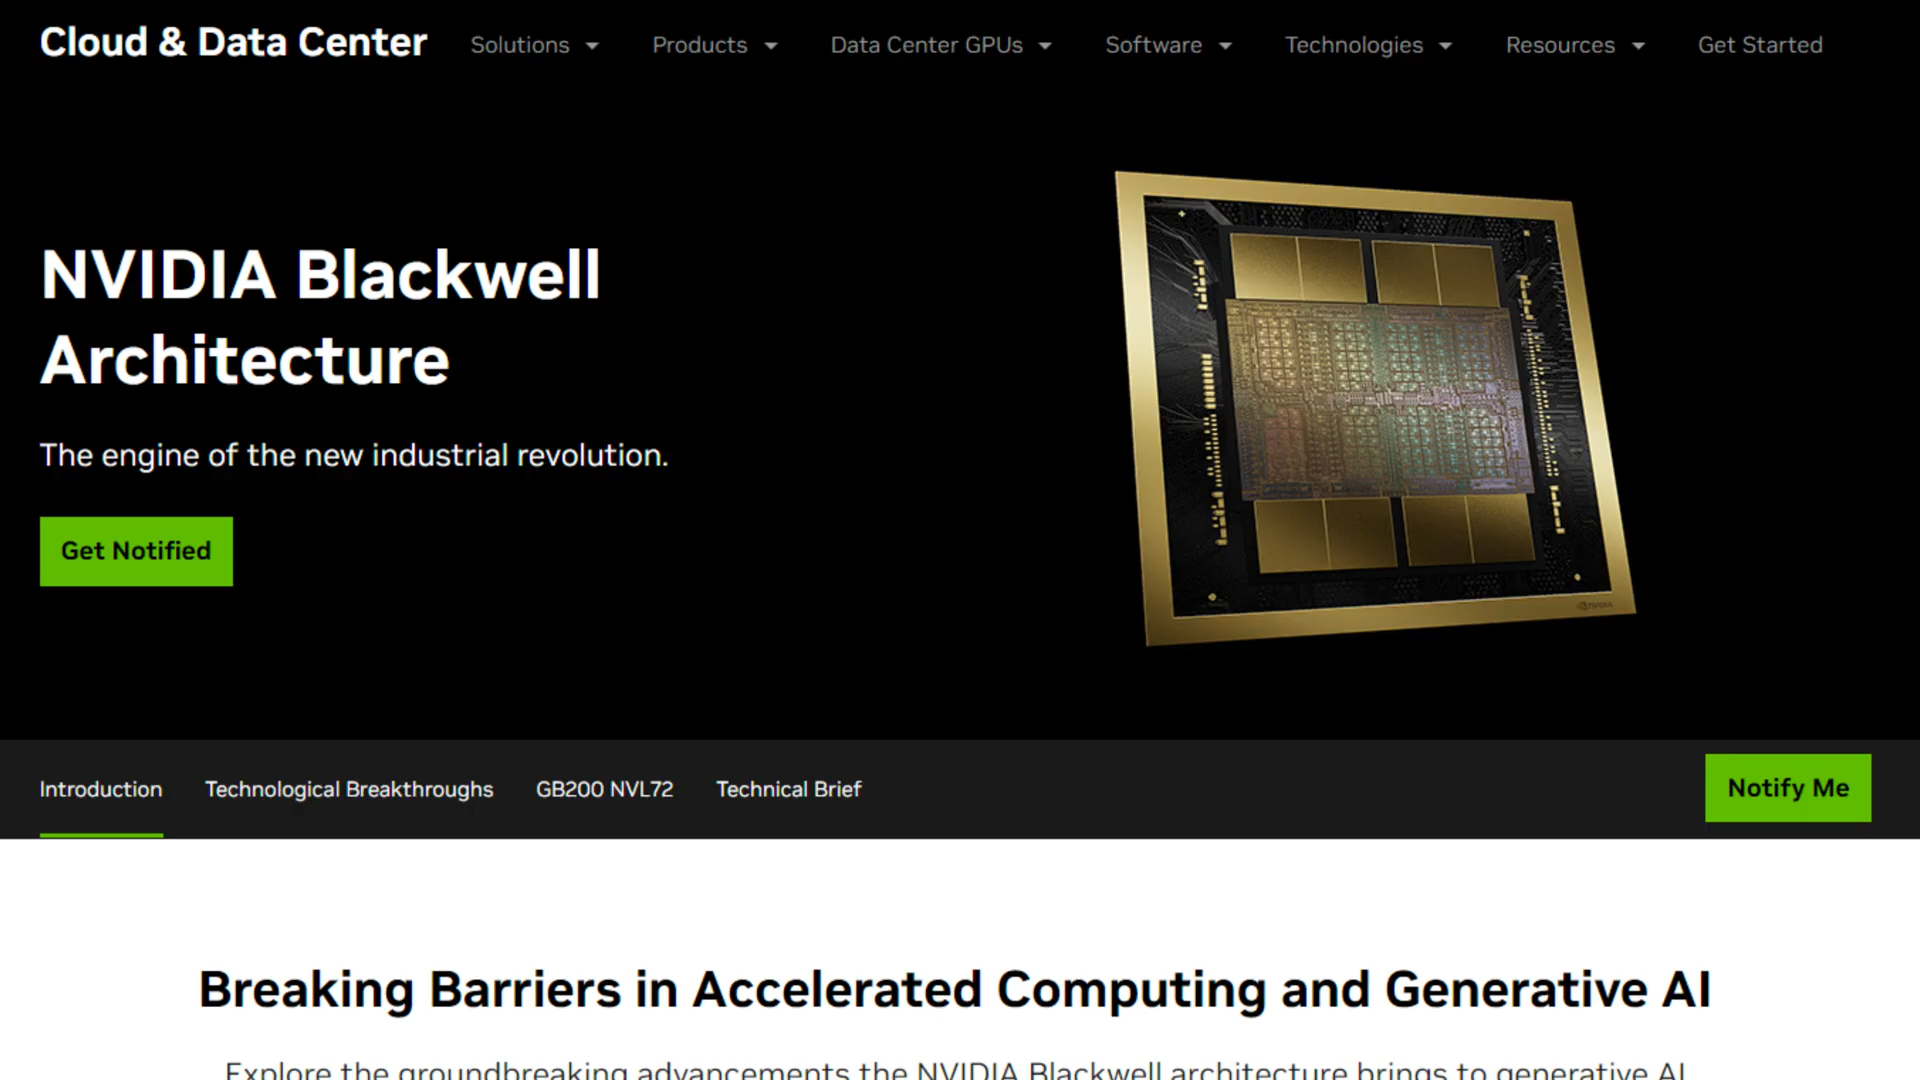 Cloud & Data Center Solutions Products Data Center GPUs Software Technologies Resources Get Started
NVIDIA Blackwell
Architecture
The engine of the new industrial revolution.
Get Notified
NVIDIA
Introduction Technological Breakthroughs GB200 NVL72 Technical Brief Notify Me
Breaking Barriers in Accelerated Computing and Generative AI
Explore the groundbreaking advancements the NVIDIA Blackwell architecture brings to generative AI